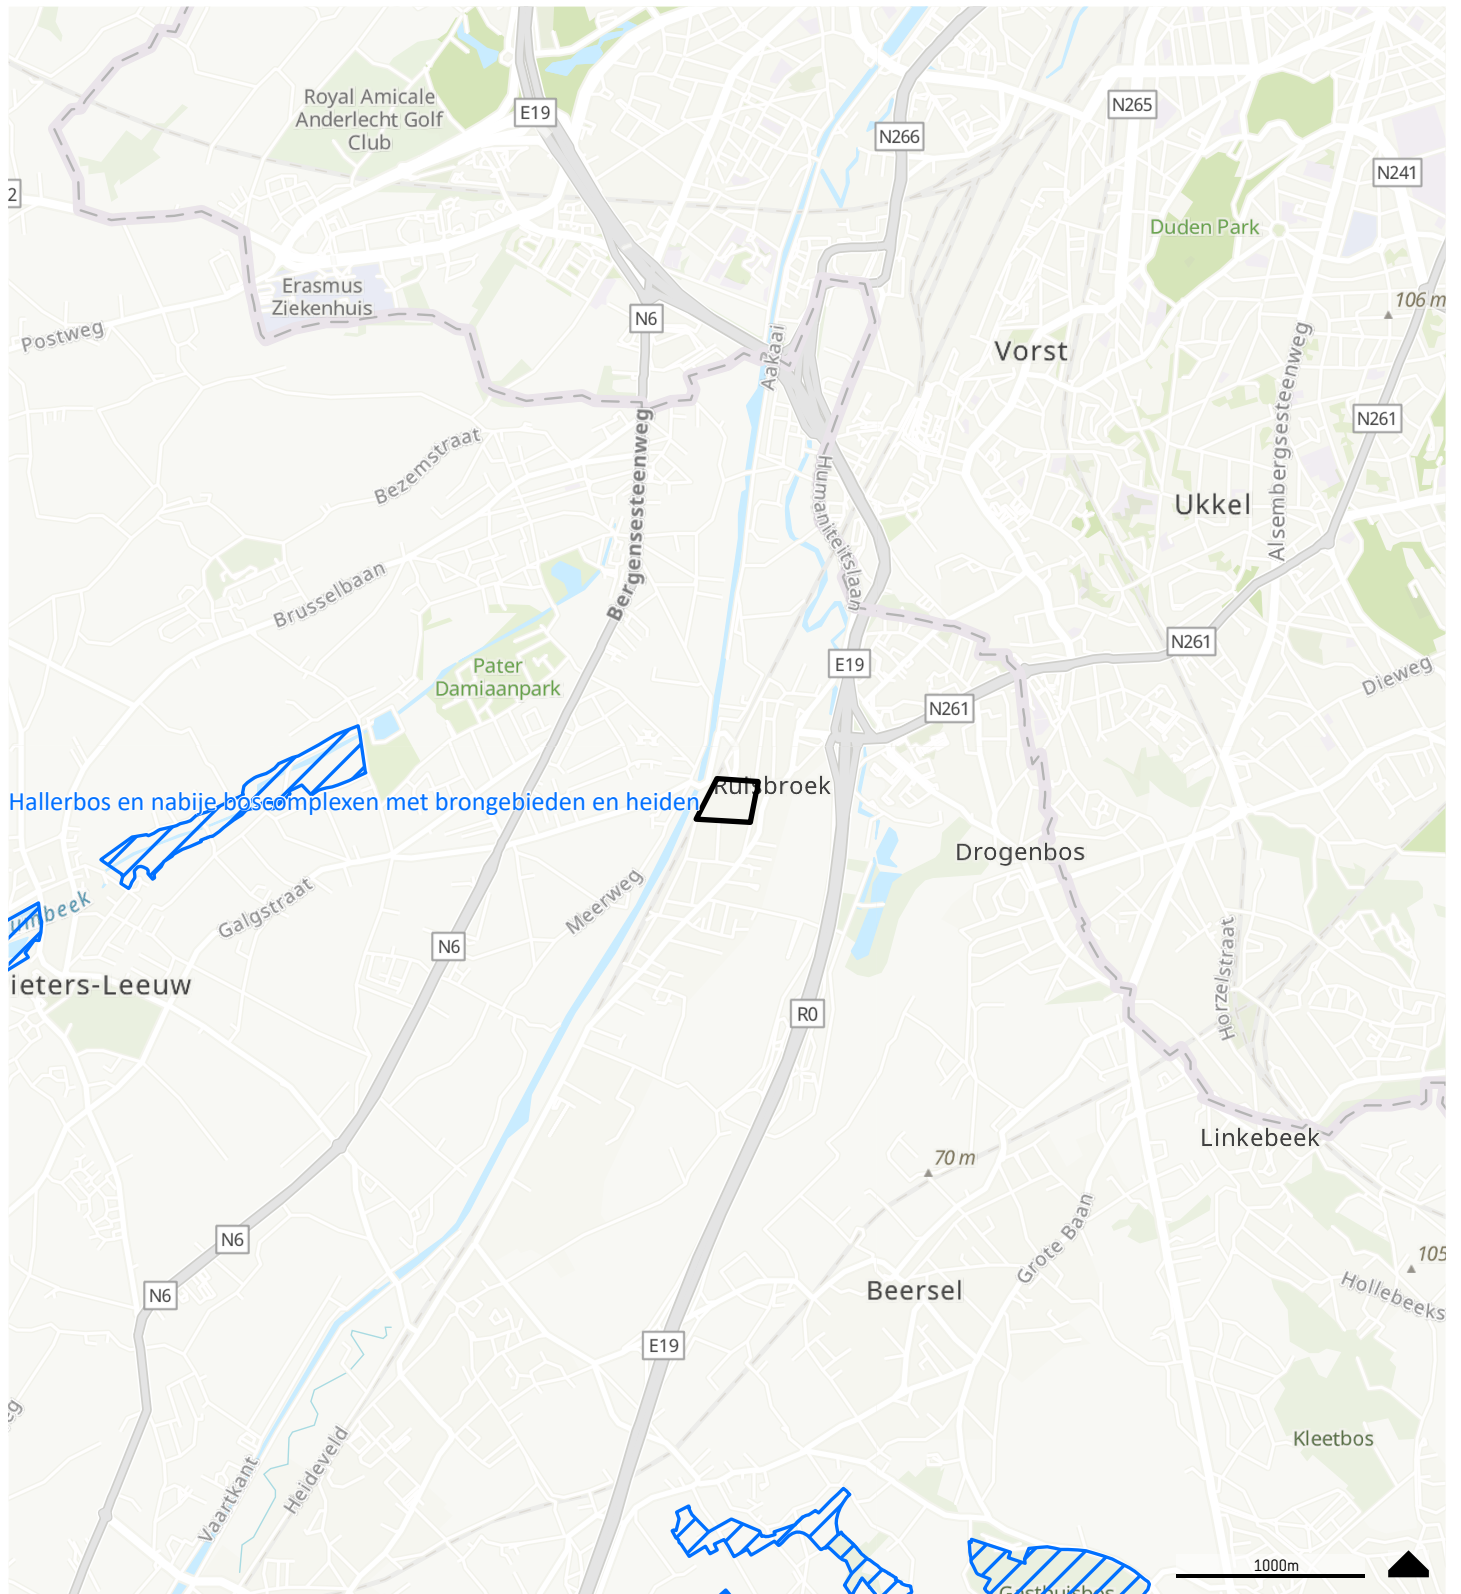 Royal Amicale
Anderlecht Golf
Club
E19
N265
N266
N241
2
Duden Park
Erasmus
Ziekenhuis
106 m
Postweg
N6
Aakaai
Vorst
Alsembergsesteenweg
N261
Bezemstraat
Bergensesteenweg
Humaniteitslaan
Ukkel
Brusselbaan
N261
E19
Pater
Damiaanpark
Dieweg
N261
Ruisbroek
Hallerbos en nabije boscomplexen met brongebieden en heiden
Drogenbos
Galgstraat
Meerweg
beek
N6
Horzelstraat
ieters-Leeuw
R0
Linkebeek
70 m
Grote Baan
N6
105
Hollebeeks
Beersel
N6
E19
Kleetbos
eg
Heideveld
Vaartkant
1000m
Gasthuisbos